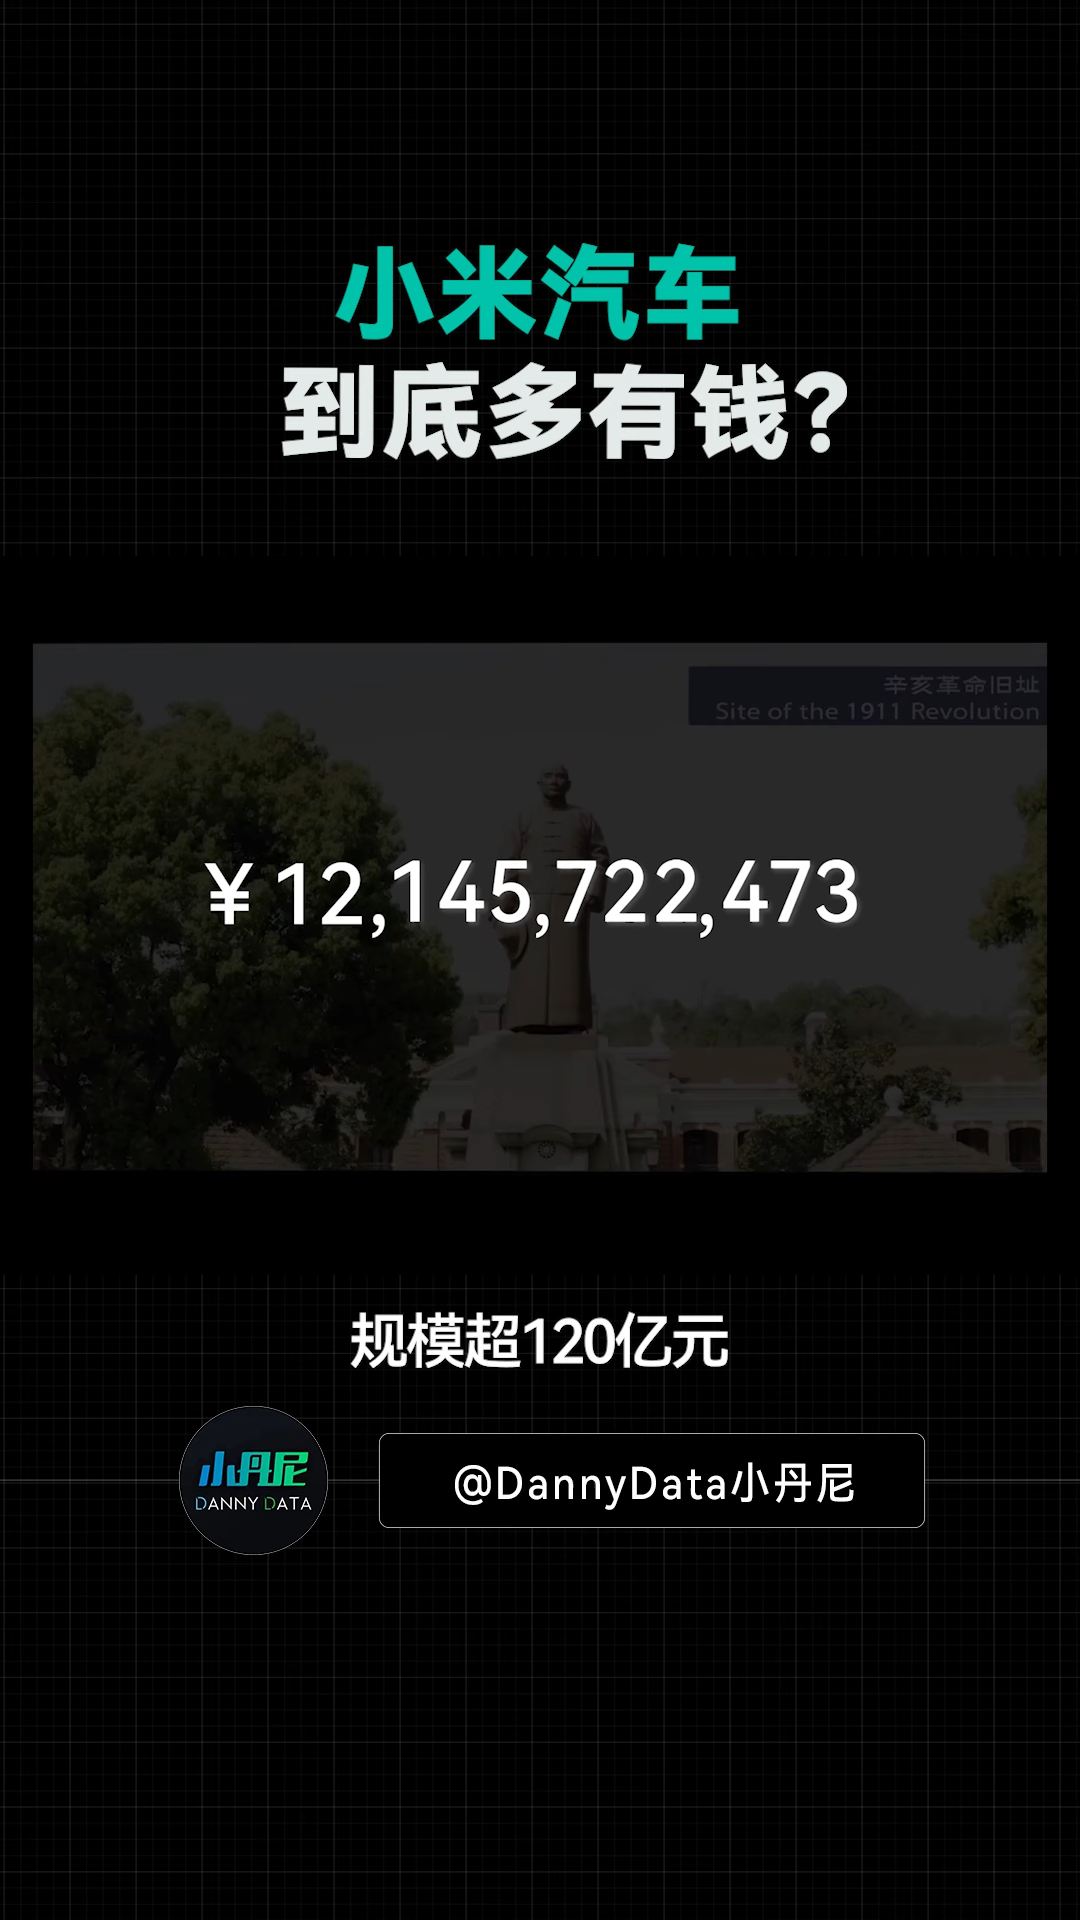 小米汽车
到底多有钱?
辛亥革命旧址
Site of the 1911 Revolution
¥12,145,722,473
规模超120亿元
小丹尼
DANNY DATA
@DannyData小丹尼